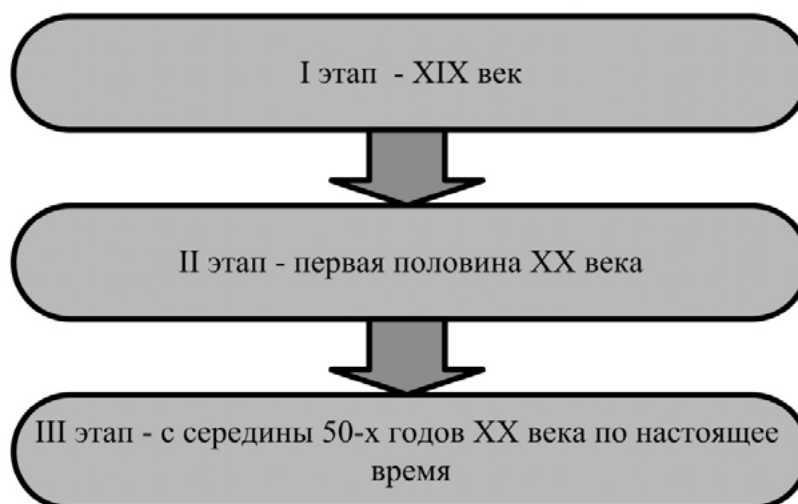 I этап - XIX век
II этап - первая половина XX века
III этап - с середины 50-х годов XX века по настоящее
время